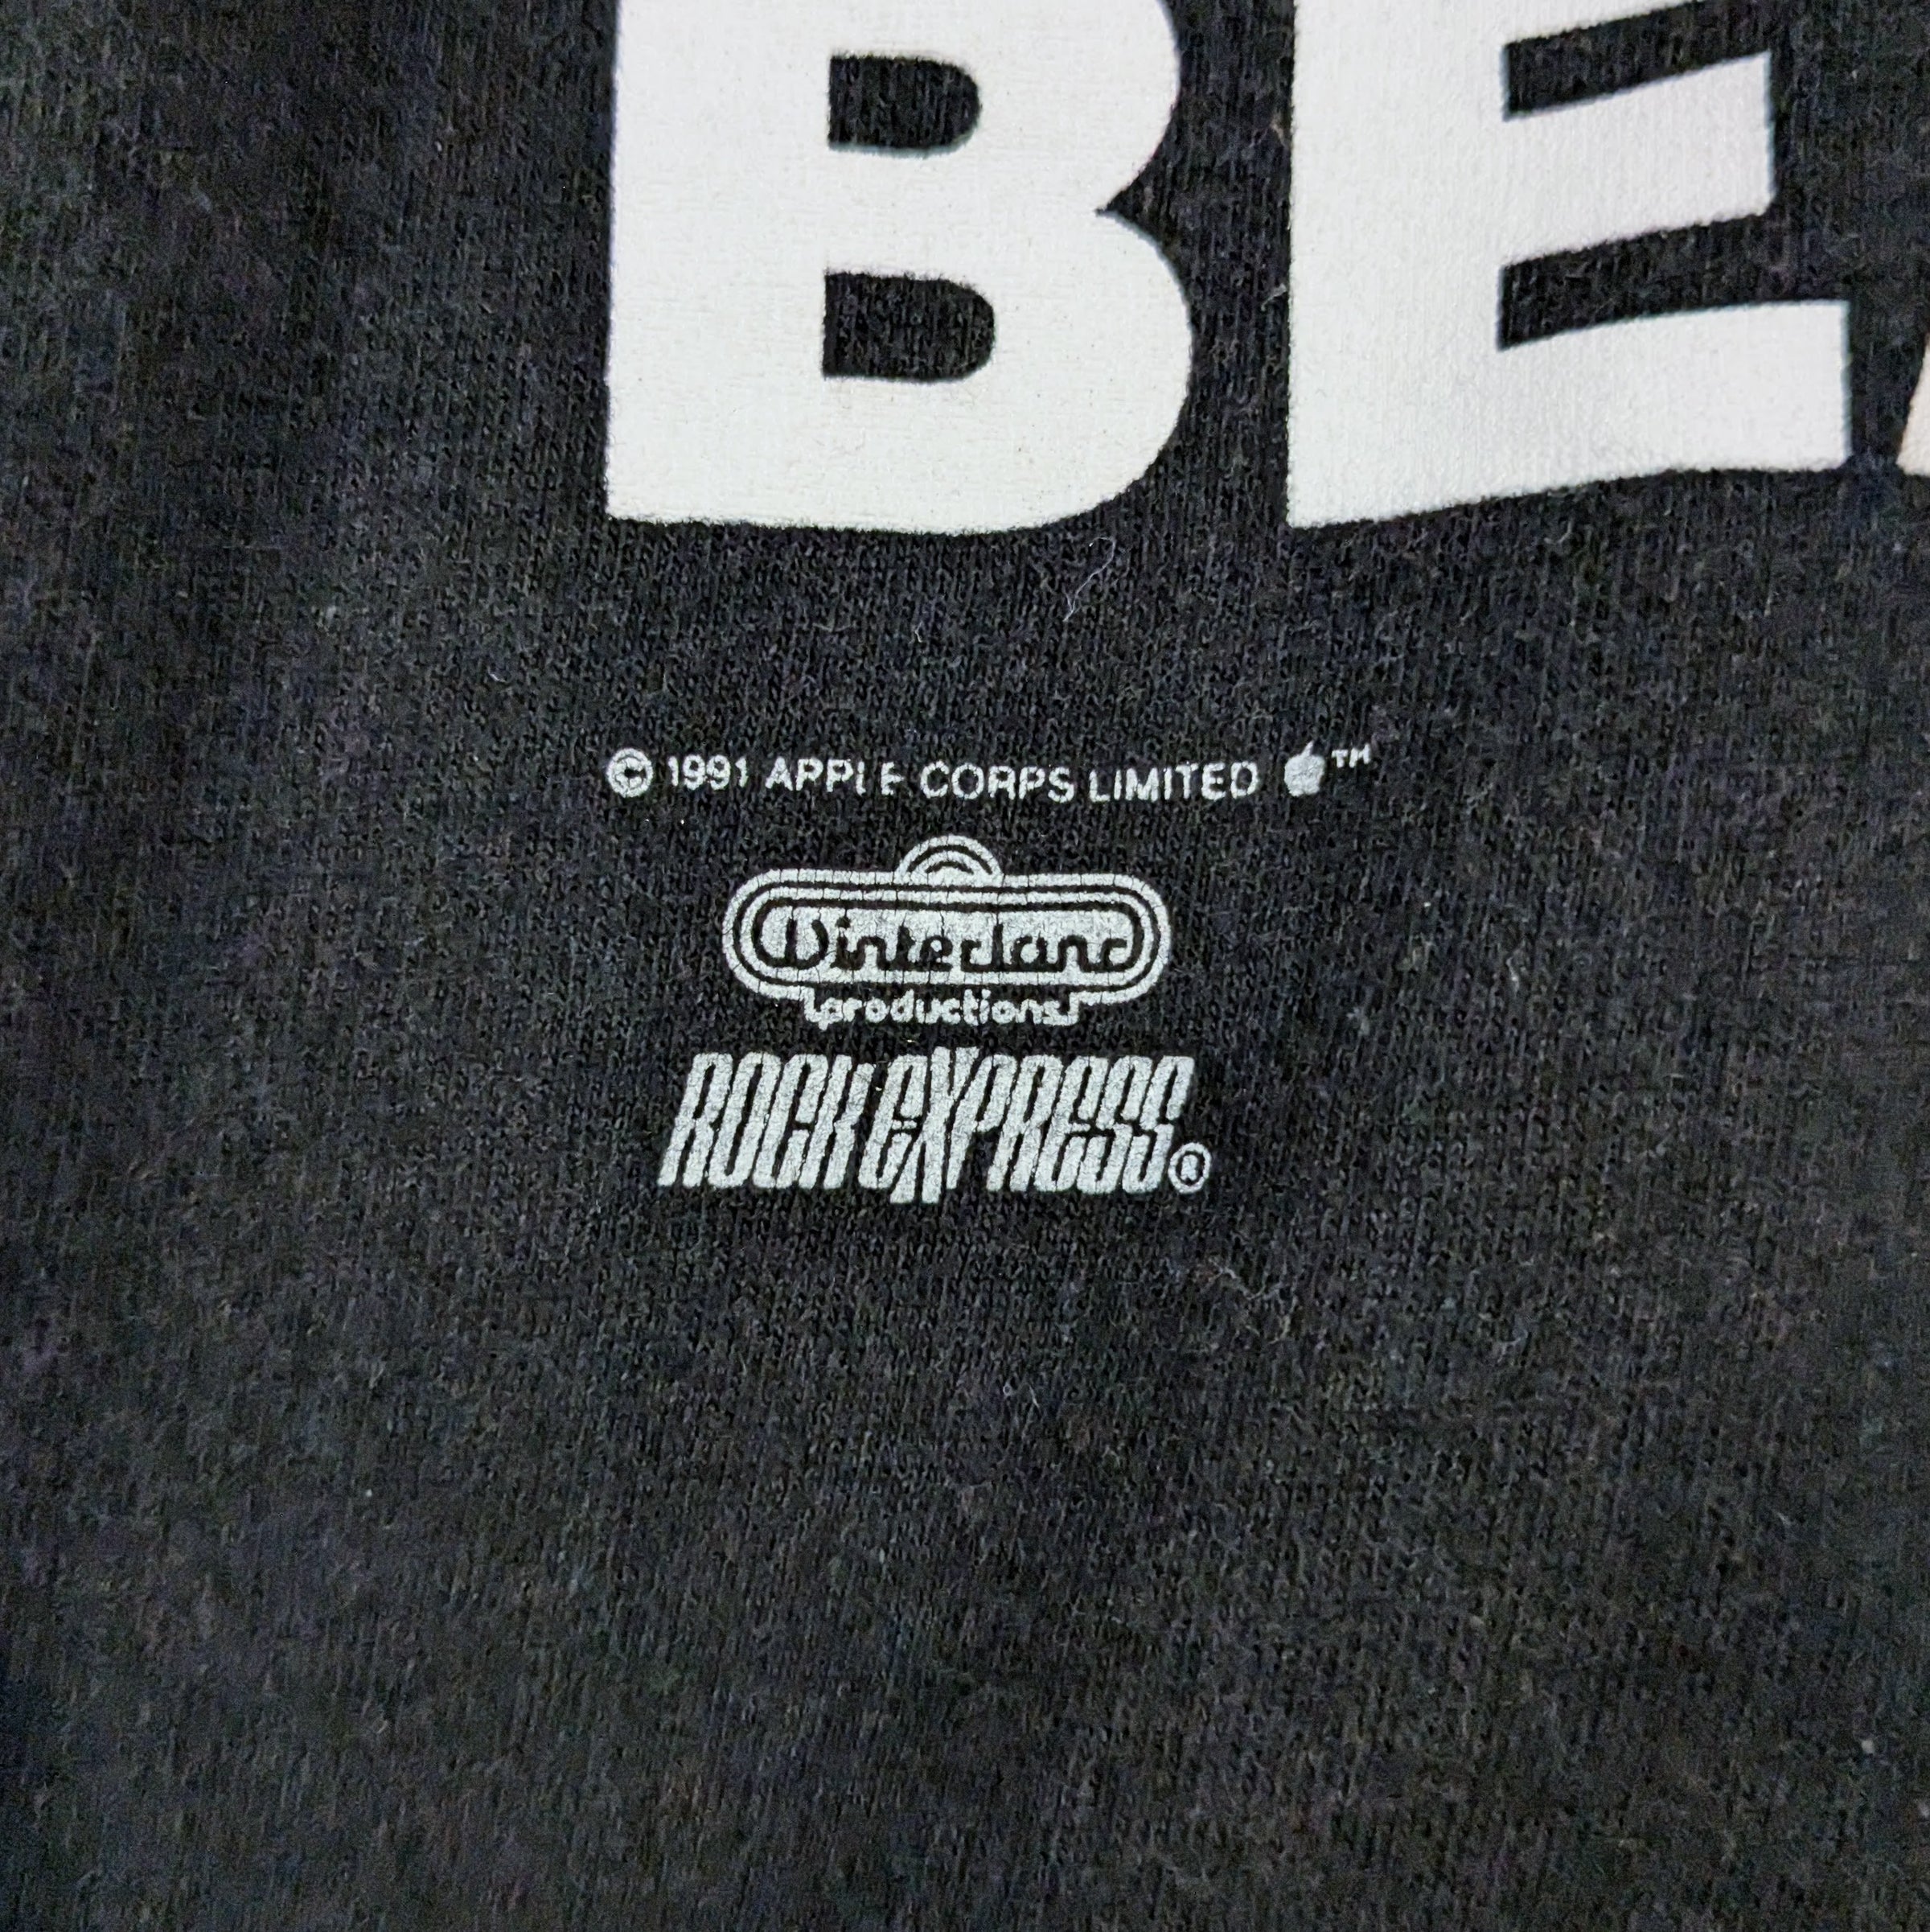 BE
© 1991 APPLE CORPS LIMITED ™
Winterland
productions
ROCK EXPRESS®